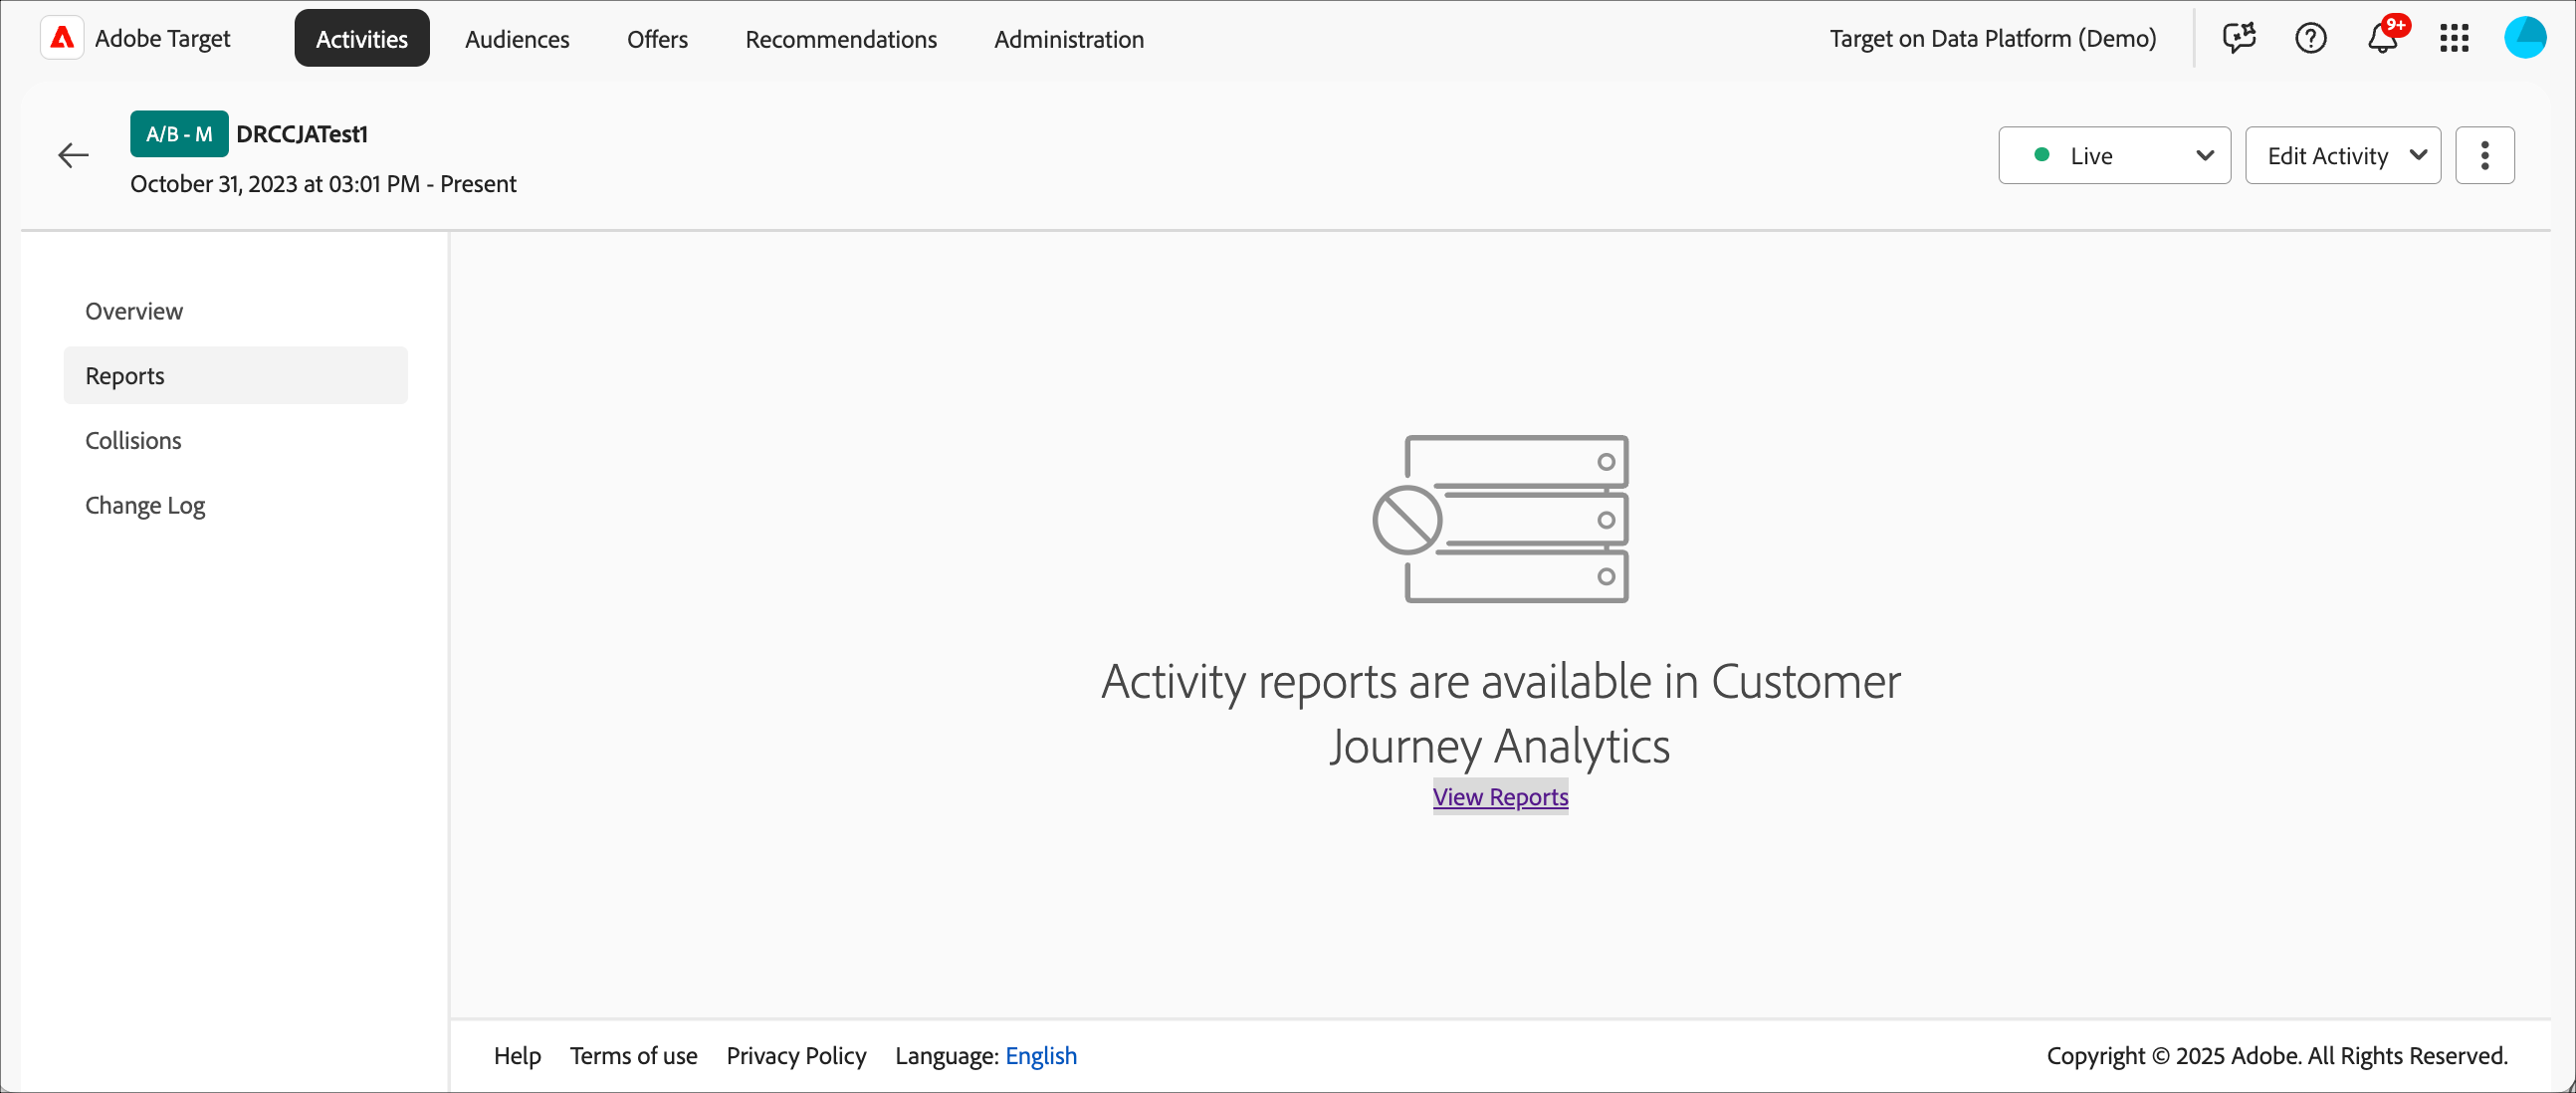 Adobe Target
Activities
Audiences
Offers
Recommendations
Administration
Target on Data Platform (Demo)
9+
A/B - M DRCCJATest1
October 31, 2023 at 03:01 PM - Present
Live
Edit Activity
Overview
Reports
Collisions
Change Log
Activity reports are available in Customer
Journey Analytics
View Reports
Help
Terms of use
Privacy Policy
Language: English
Copyright © 2025 Adobe. All Rights Reserved.